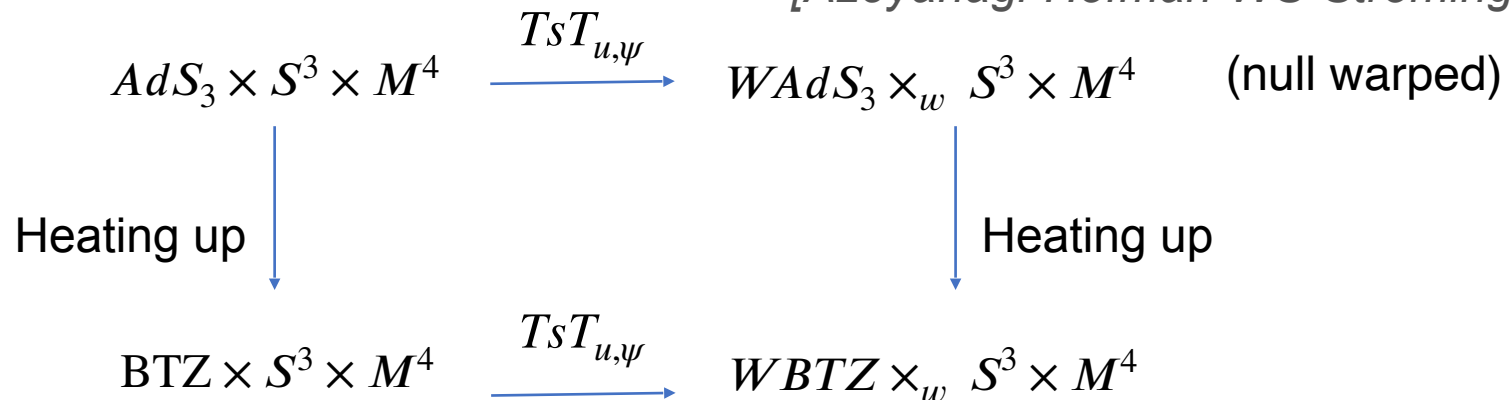 TsT_{u,ψ}
AdS_3 × S^3 × M^4 WAdS_3 ×_w S^3 × M^4 (null warped)
Heating up Heating up
TsT_{u,ψ}
BTZ × S^3 × M^4 WBTZ ×_w S^3 × M^4